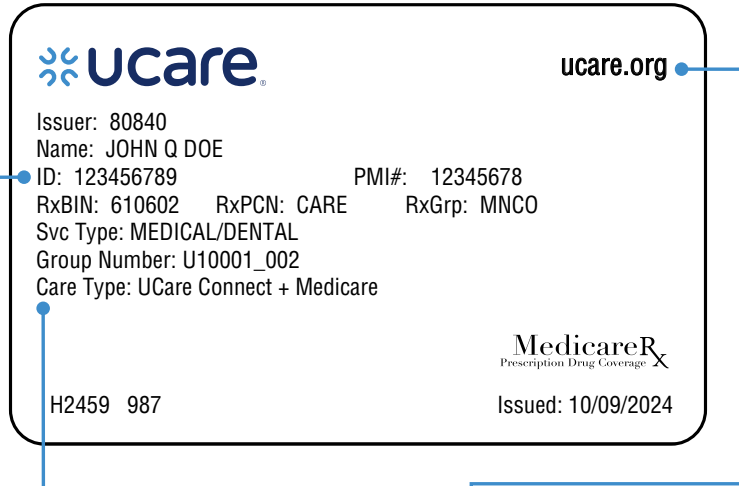 ucare®
ucare.org
Issuer: 80840
Name: JOHN Q DOE
ID: 123456789 PMI#: 12345678
RxBIN: 610602 RxPCN: CARE RxGrp: MNCO
Svc Type: MEDICAL/DENTAL
Group Number: U10001_002
Care Type: UCare Connect + Medicare
MedicareRx
Prescription Drug Coverage
H2459 987 Issued: 10/09/2024